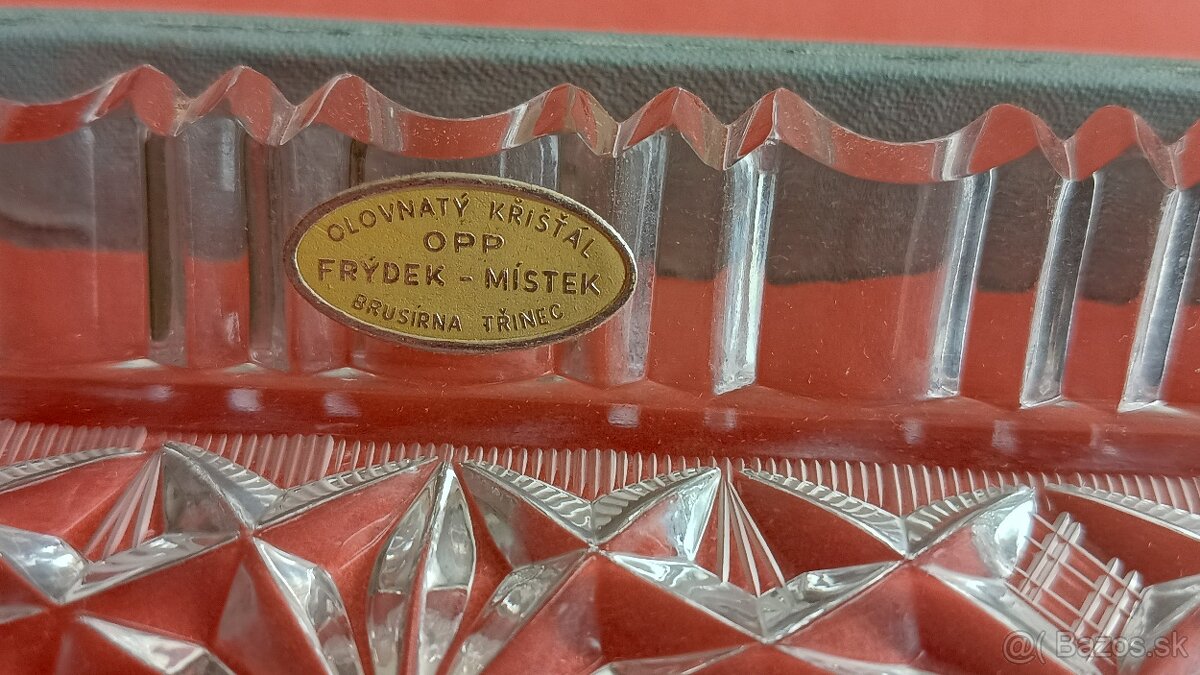 OLOVNATÝ KŘIŠŤÁL
OPP
FRÝDEK - MÍSTEK
BRUSÍRNA TŘINEC
@( Bazos.sk